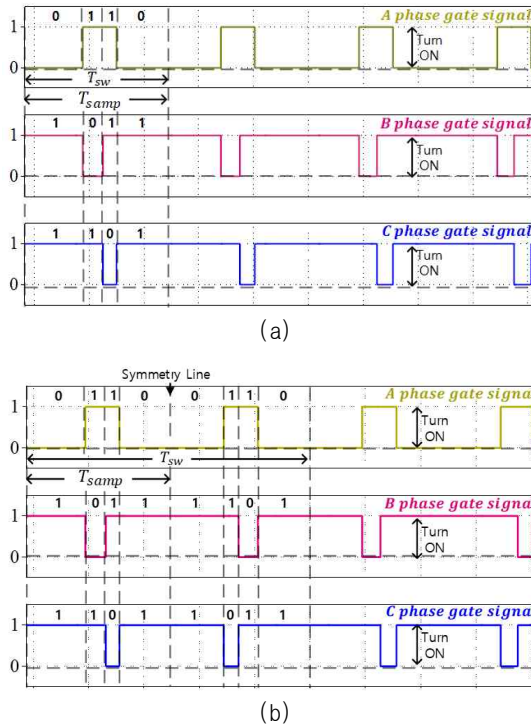 A phase gate signal
0 1 1 0
1
Turn
ON
0
T_sw
T_samp
B phase gate signal
1 0 1 1
1
Turn
ON
0
C phase gate signal
1 1 0 1
1
Turn
ON
0
(a)
Symmetry Line
0 1 1 0 0 1 1 0
A phase gate signal
1
Turn
ON
0
T_sw
T_samp
B phase gate signal
1 0 1 1 1 1 0 1
1
Turn
ON
0
C phase gate signal
1 1 0 1 1 0 1 1
1
Turn
ON
0
(b)